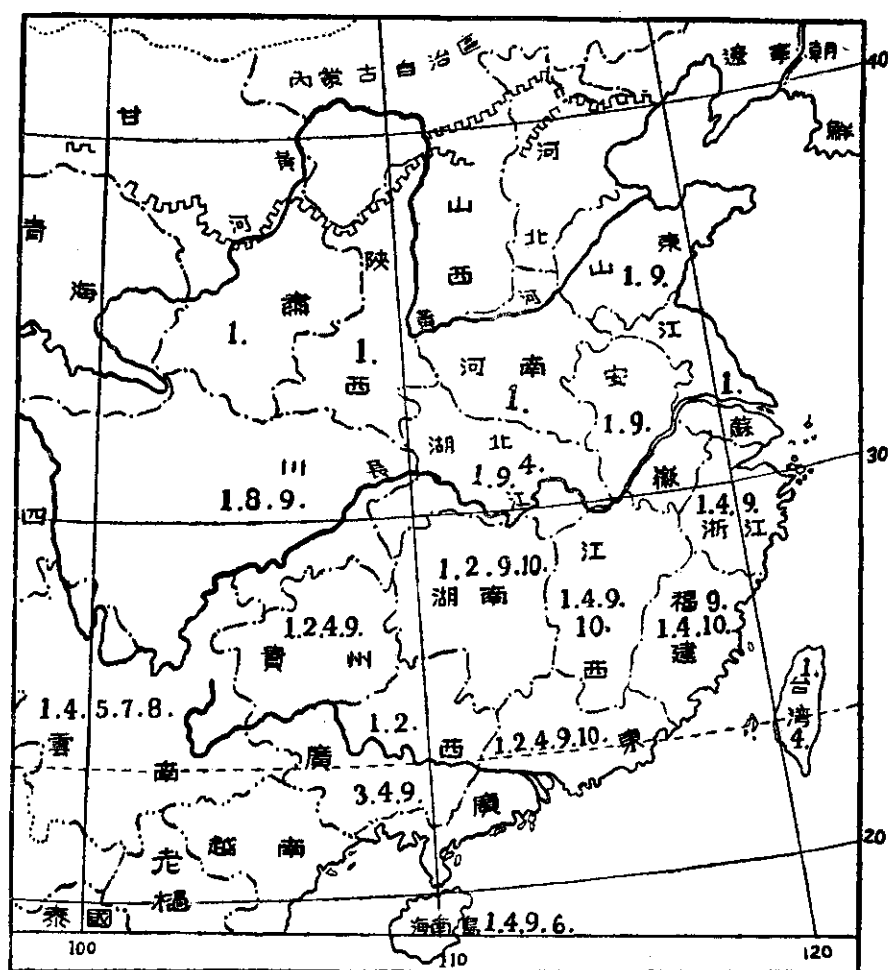 內蒙古自治區
遼寧
朝
鮮
40
甘
肅
1.
黃
河
青
海
陝
西
1.
山
西
河
北
山
東
1.9.
黃
河
河南
1.
江
蘇
1.
安
徽
1.9.
30
湖北
1.9.4.
長
江
四
川
1.8.9.
1.4.9.
浙江
1.2.9.10.
湖南
江
西
1.4.9.
10.
福
建
9.
1.4.10.
1.2.4.9.
貴州
1.
台
湾
4.
1.4.5.7.8.
雲
南
1.2.
廣
西
3.4.9.
1.2.4.9.10.
廣
東
越南
老
泰國
20
海南島
1.4.9.6.
100
110
120